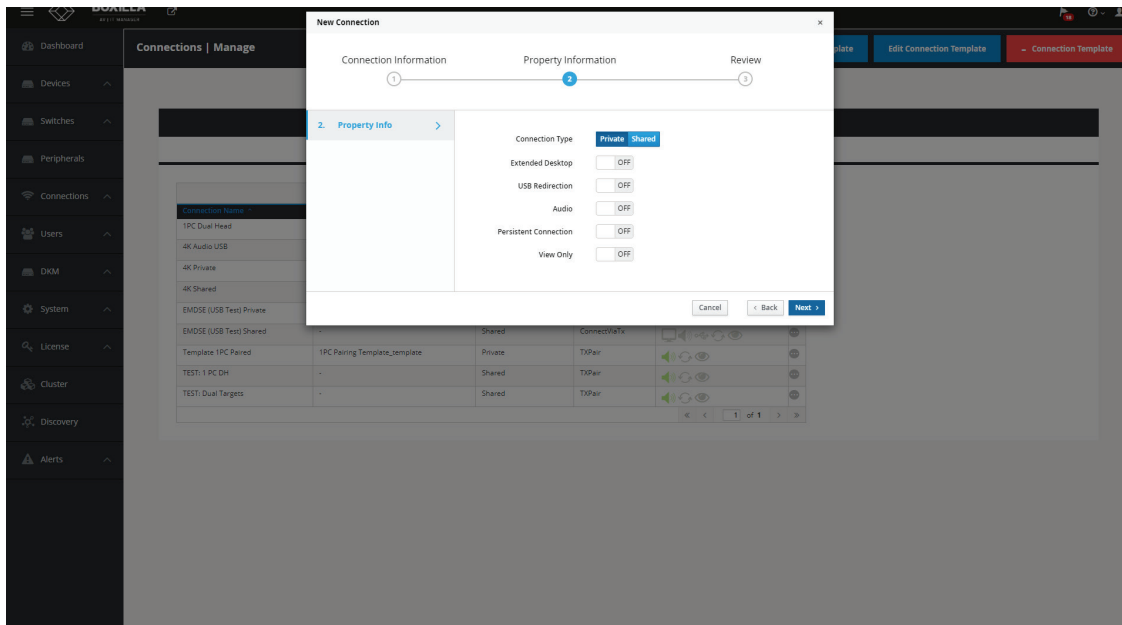 BOXILLA
10
New Connection
×
Dashboard
Connections | Manage
plate
Edit Connection Template
- Connection Template
Connection Information
Property Information
Review
1
2
3
Devices
Switches
2. Property Info
Connection Type
Private Shared
Peripherals
Extended Desktop
OFF
USB Redirection
OFF
Connections
Connection Name
Audio
OFF
1PC Dual Head
Persistent Connection
OFF
Users
4K Audio USB
View Only
OFF
4K Private
DKM
4K Shared
System
EMDSE (USB Test) Private
Cancel
< Back
Next >
EMDSE (USB Test) Shared - Shared ConnectViaTx
License
Template 1PC Paired 1PC Pairing Template_template Private TXPair
TEST: 1 PC DH - Shared TXPair
Cluster
TEST: Dual Targets - Shared TXPair
1 of 1
Discovery
Alerts